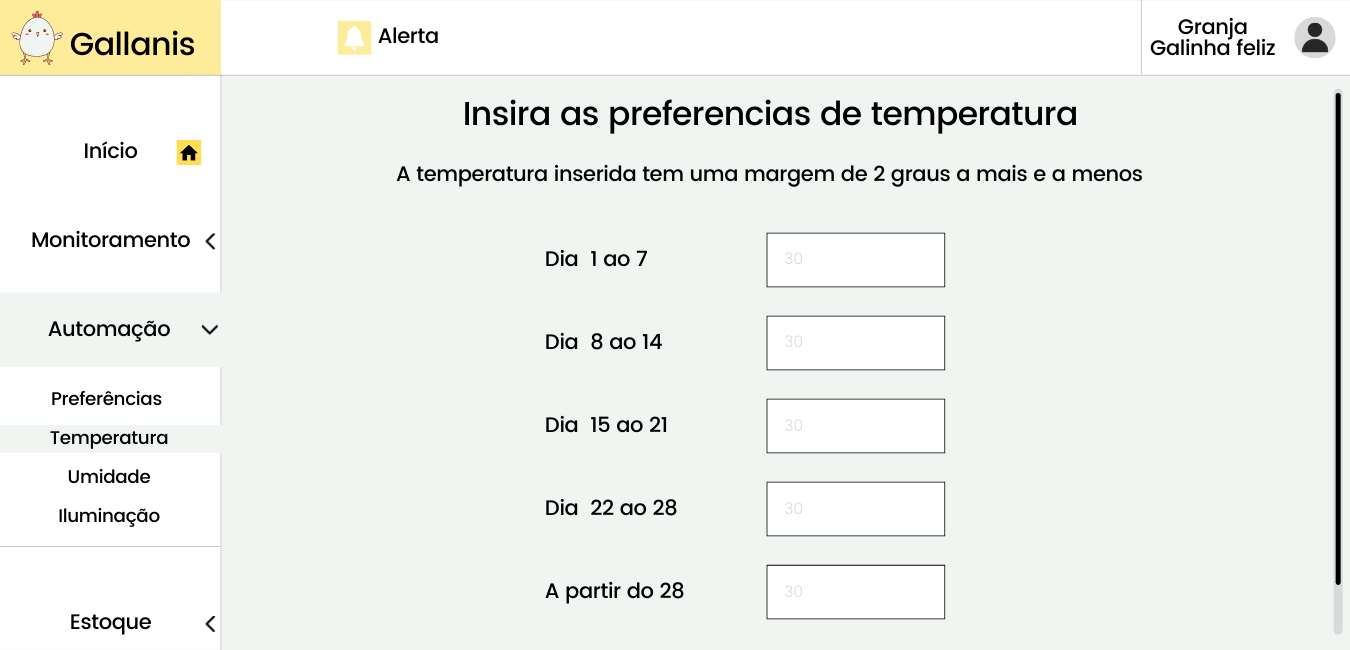 Gallanis
Alerta
Granja
Galinha feliz
Início
Monitoramento
Automação
Preferências
Temperatura
Umidade
Iluminação
Estoque
Insira as preferencias de temperatura
A temperatura inserida tem uma margem de 2 graus a mais e a menos
Dia 1 ao 7 30
Dia 8 ao 14 30
Dia 15 ao 21 30
Dia 22 ao 28 30
A partir do 28 30